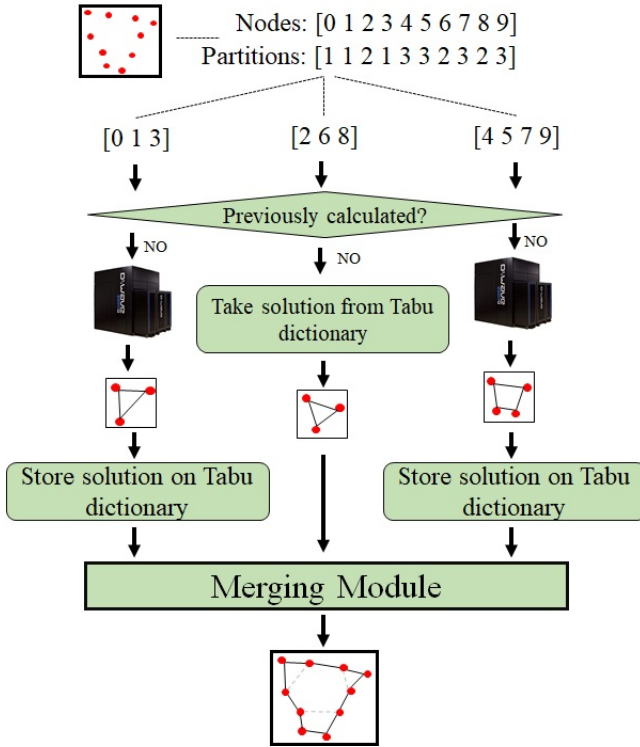 Nodes: [0 1 2 3 4 5 6 7 8 9]
Partitions: [1 1 2 1 3 3 2 3 2 3]
[0 1 3]
[2 6 8]
[4 5 7 9]
Previously calculated?
NO
NO
NO
Take solution from Tabu
dictionary
Store solution on Tabu
dictionary
Store solution on Tabu
dictionary
Merging Module